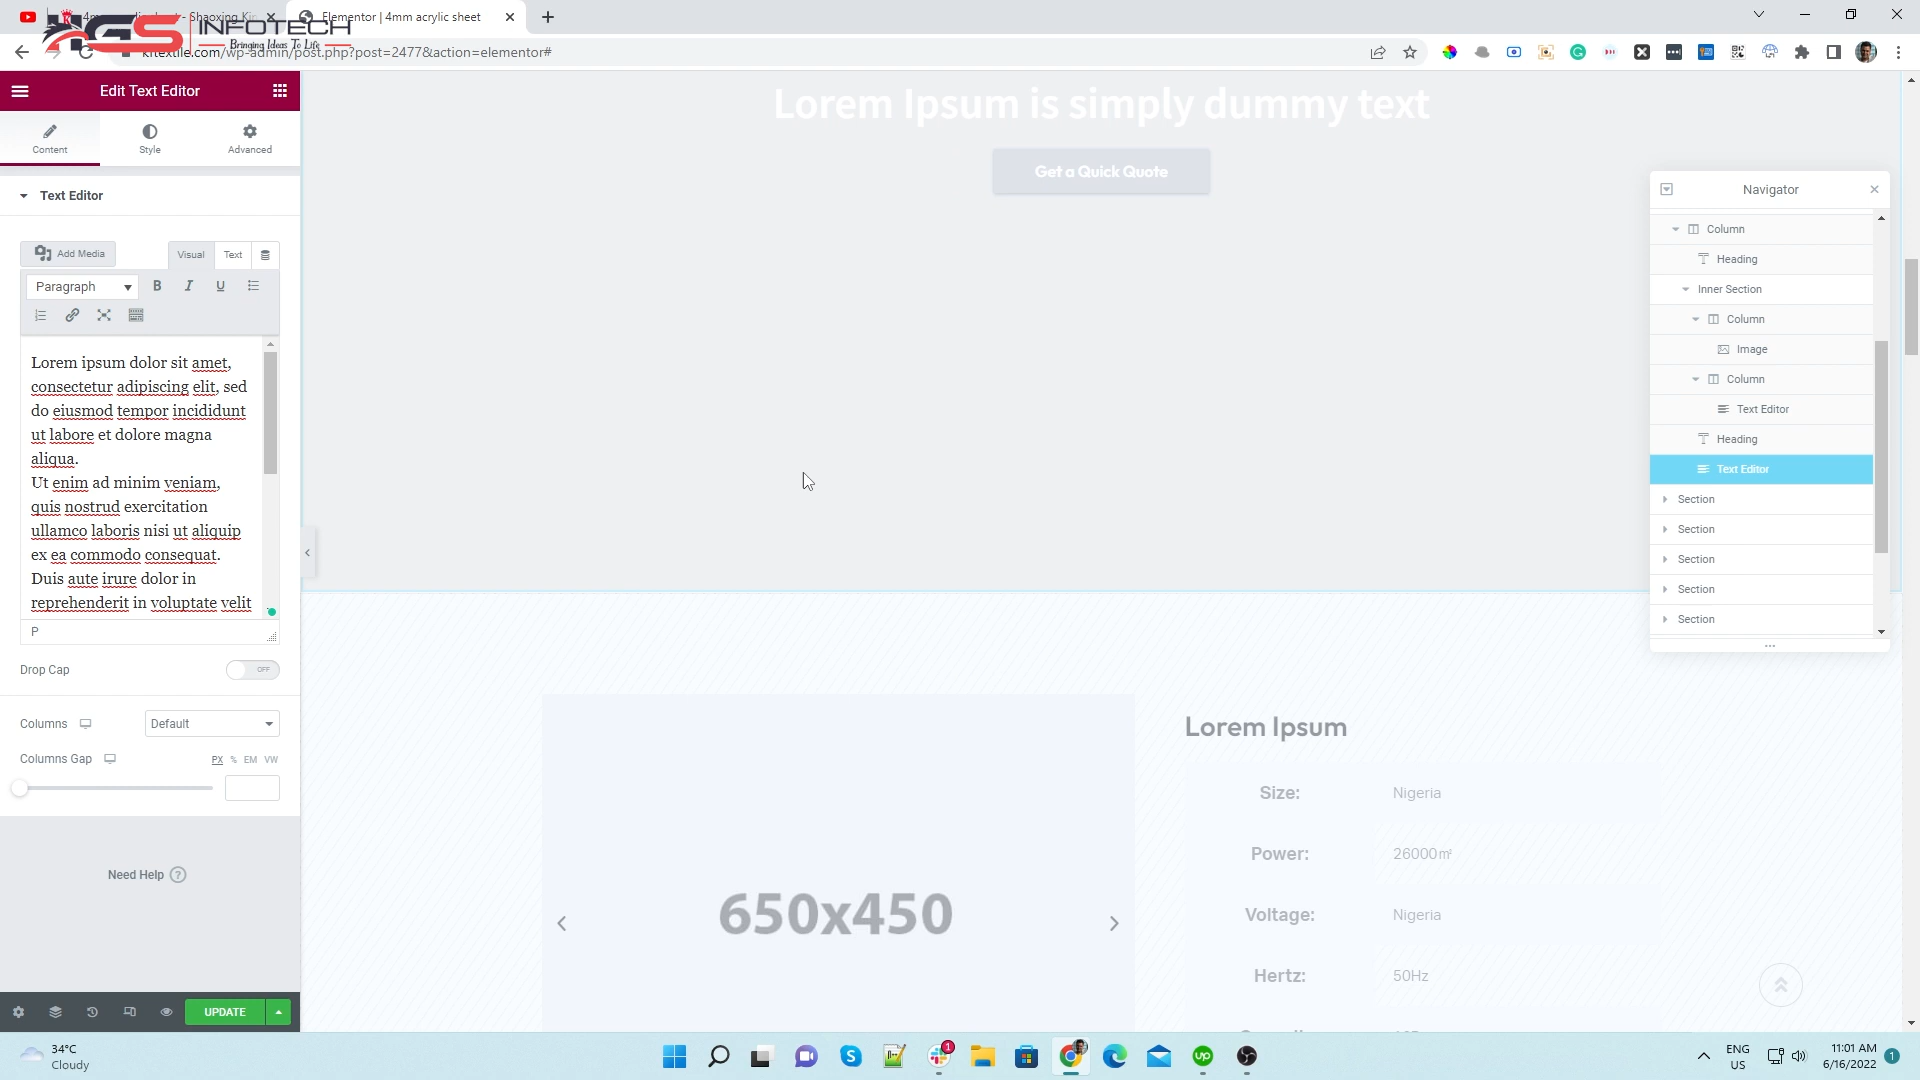 Elementor | 4mm acrylic sheet
GS INFOTECH
Bringing Ideas To Life
kftextile.com/wp-admin/post.php?post=2477&action=elementor#
Edit Text Editor
Content
Style
Advanced
Text Editor
Add Media
Visual
Text
Paragraph
B
I
U
Lorem ipsum dolor sit amet,
consectetur adipiscing elit, sed
do eiusmod tempor incididunt
ut labore et dolore magna
aliqua.
Ut enim ad minim veniam,
quis nostrud exercitation
ullamco laboris nisi ut aliquip
ex ea commodo consequat.
Duis aute irure dolor in
reprehenderit in voluptate velit
P
Drop Cap
OFF
Columns
Default
Columns Gap
PX % EM VW
Need Help
UPDATE
Lorem Ipsum is simply dummy text
Get a Quick Quote
650x450
Lorem Ipsum
Size: Nigeria
Power: 26000㎡
Voltage: Nigeria
Hertz: 50Hz
Navigator
Column
Heading
Inner Section
Column
Image
Column
Text Editor
Heading
Text Editor
Section
Section
Section
Section
Section
34°C
Cloudy
1
ENG
US
11:01 AM
6/16/2022
1